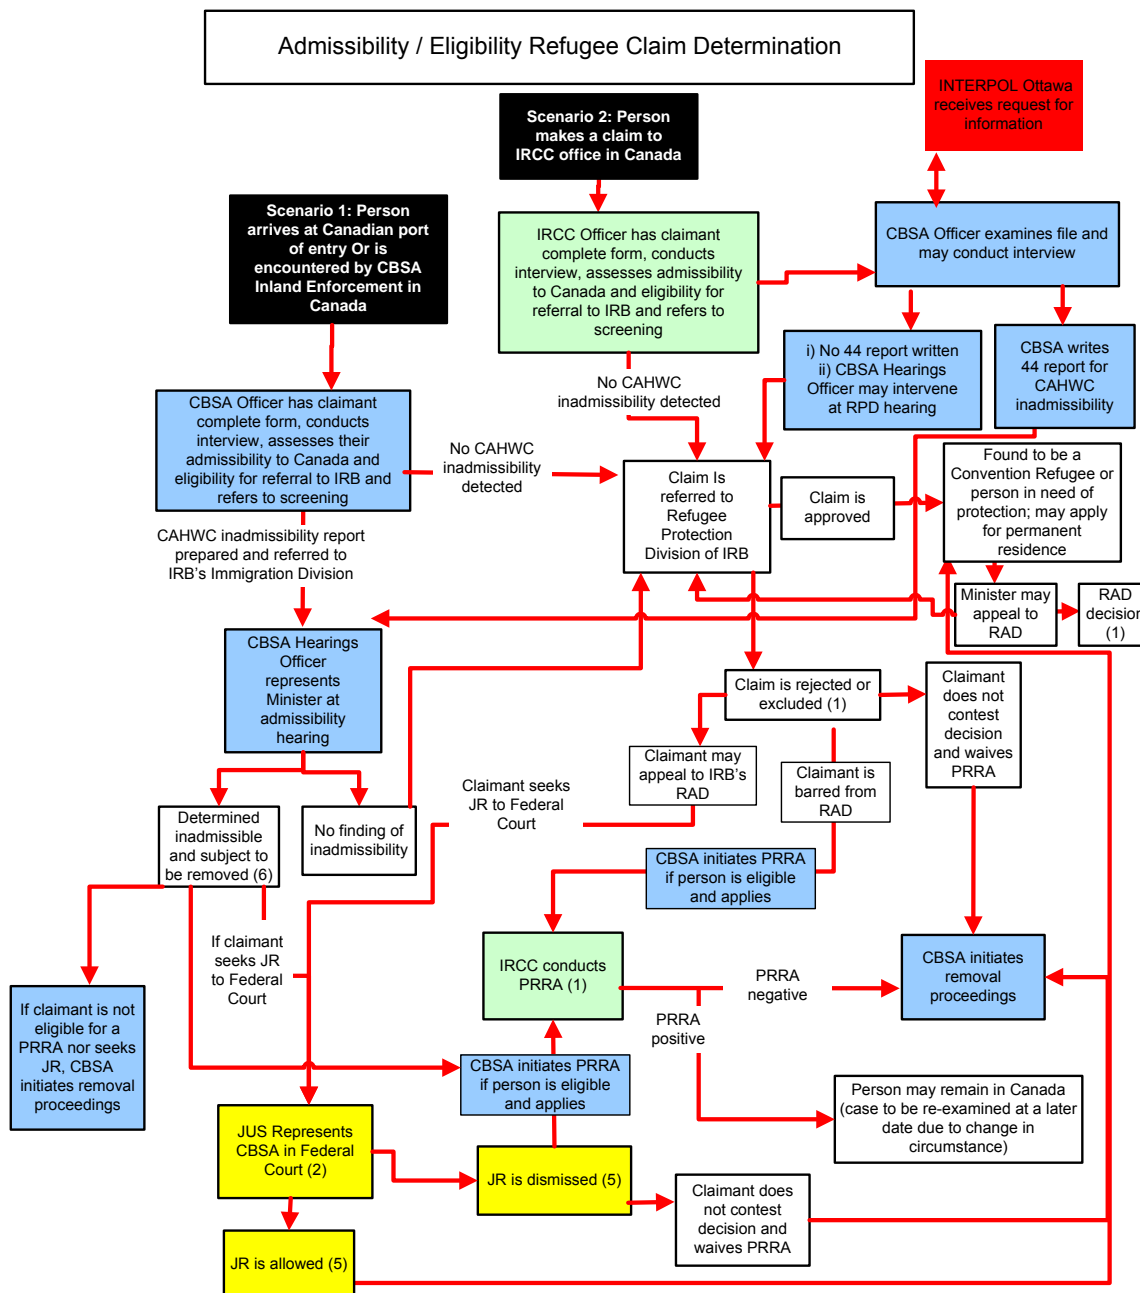 Admissibility / Eligibility Refugee Claim Determination
INTERPOL Ottawa
receives request for
information
Scenario 2: Person
makes a claim to
IRCC office in Canada
Scenario 1: Person
arrives at Canadian port
of entry Or is
encountered by CBSA
Inland Enforcement in
Canada
IRCC Officer has claimant
complete form, conducts
interview, assesses admissibility
to Canada and eligibility for
referral to IRB and refers to
screening
CBSA Officer examines file and
may conduct interview
i) No 44 report written
ii) CBSA Hearings
Officer may intervene
at RPD hearing
CBSA writes
44 report for
CAHWC
inadmissibility
No CAHWC
inadmissibility detected
CBSA Officer has claimant
complete form, conducts
interview, assesses their
admissibility to Canada and
eligibility for referral to IRB and
refers to screening
No CAHWC
inadmissibility
detected
Claim Is
referred to
Refugee
Protection
Division of IRB
Claim is
approved
Found to be a
Convention Refugee or
person in need of
protection; may apply
for permanent
residence
CAHWC inadmissibility report
prepared and referred to
IRB's Immigration Division
Minister may
appeal to
RAD
RAD
decision
(1)
CBSA Hearings
Officer
represents
Minister at
admissibility
hearing
Claim is rejected or
excluded (1)
Claimant
does not
contest
decision
and waives
PRRA
Claimant may
appeal to IRB's
RAD
Claimant is
barred from
RAD
Claimant seeks
JR to Federal
Court
Determined
inadmissible
and subject to
be removed (6)
No finding of
inadmissibility
CBSA initiates PRRA
if person is eligible
and applies
If claimant
seeks JR
to Federal
Court
IRCC conducts
PRRA (1)
PRRA
negative
CBSA initiates
removal
proceedings
PRRA
positive
If claimant is not
eligible for a
PRRA nor seeks
JR, CBSA
initiates removal
proceedings
CBSA initiates PRRA
if person is eligible
and applies
Person may remain in Canada
(case to be re-examined at a later
date due to change in
circumstance)
JUS Represents
CBSA in Federal
Court (2)
JR is dismissed (5)
Claimant does
not contest
decision and
waives PRRA
JR is allowed (5)